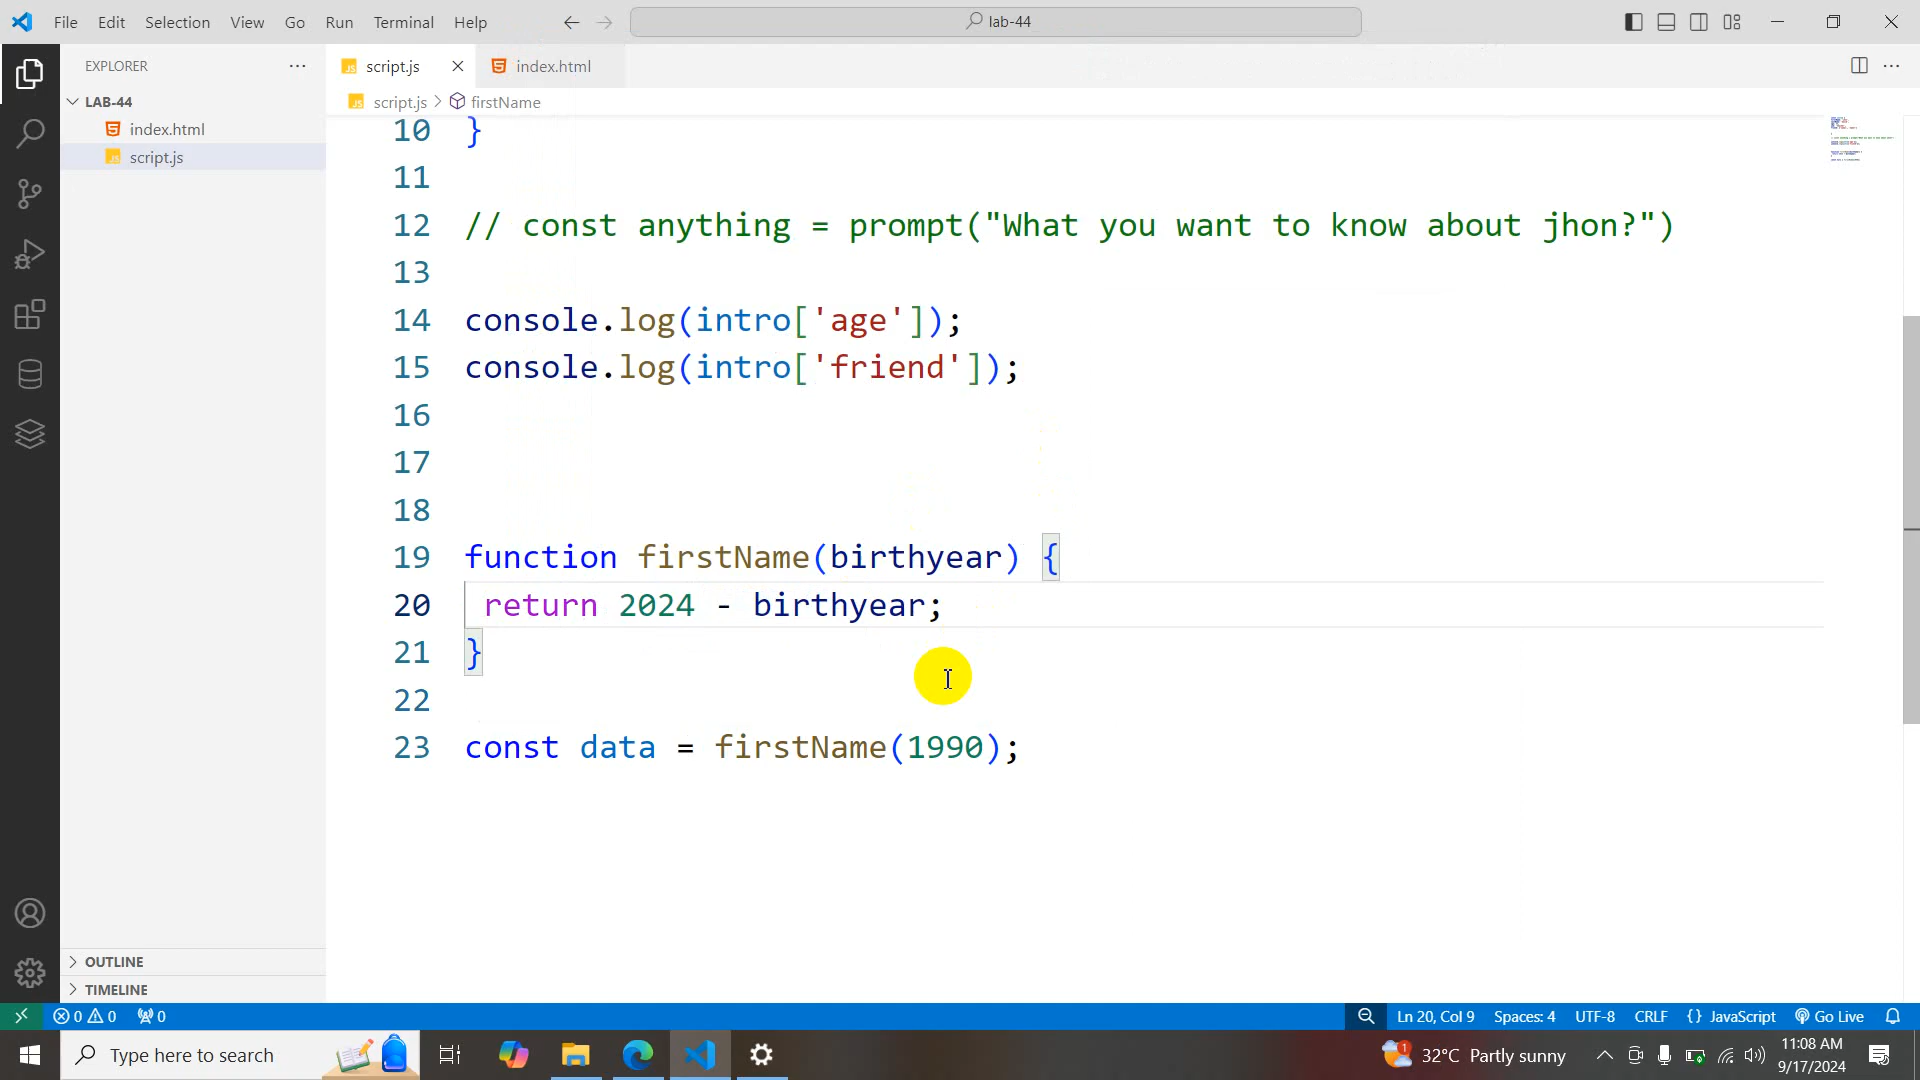 File Edit Selection View Go Run Terminal Help lab-44
EXPLORER
LAB-44
index.html
script.js
OUTLINE
TIMELINE
script.js index.html
script.js > firstName
10 }
11
12 // const anything = prompt("What you want to know about jhon?")
13
14 console.log(intro['age']);
15 console.log(intro['friend']);
16
17
18
19 function firstName(birthyear) {
20 return 2024 - birthyear;
21 }
22
23 const data = firstName(1990);
0 0 0 Ln 20, Col 9 Spaces: 4 UTF-8 CRLF {} JavaScript Go Live
Type here to search 1 32°C Partly sunny 11:08 AM
9/17/2024